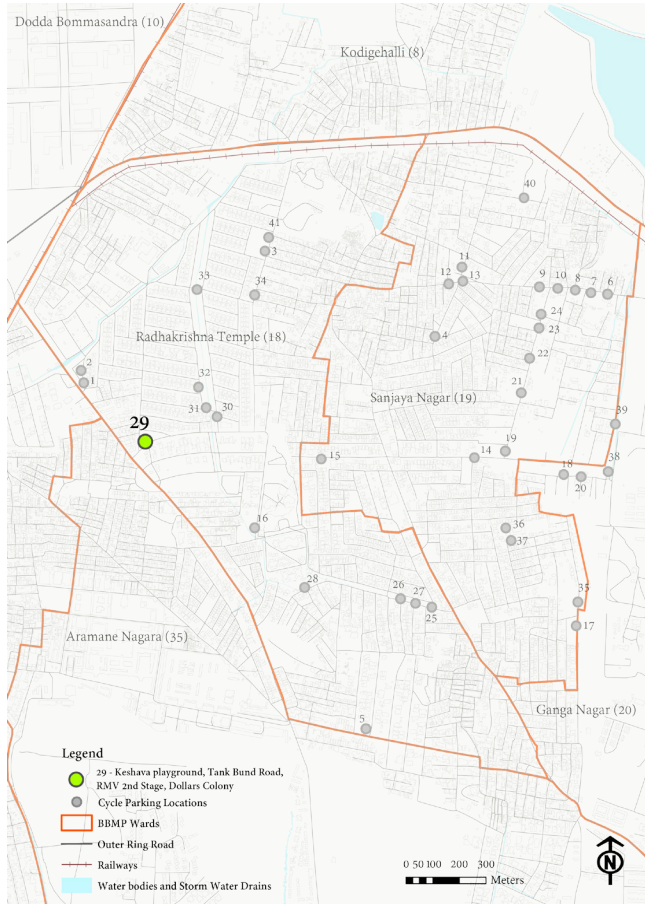 Dodda Bommasandra (10)
Kodigehalli (8)
40
41
3
11
12
13
33
34
9
10
8
7
6
24
23
Radhakrishna Temple (18)
4
22
2
1
32
21
Sanjaya Nagar (19)
31
30
29
39
15
14
19
18
20
38
16
36
37
28
26
27
25
35
17
Aramane Nagara (35)
Ganga Nagar (20)
5
Legend
29 - Keshava playground, Tank Bund Road,
RMV 2nd Stage, Dollars Colony
Cycle Parking Locations
BBMP Wards
Outer Ring Road
Railways
Water bodies and Storm Water Drains
0 50 100 200 300
Meters
N